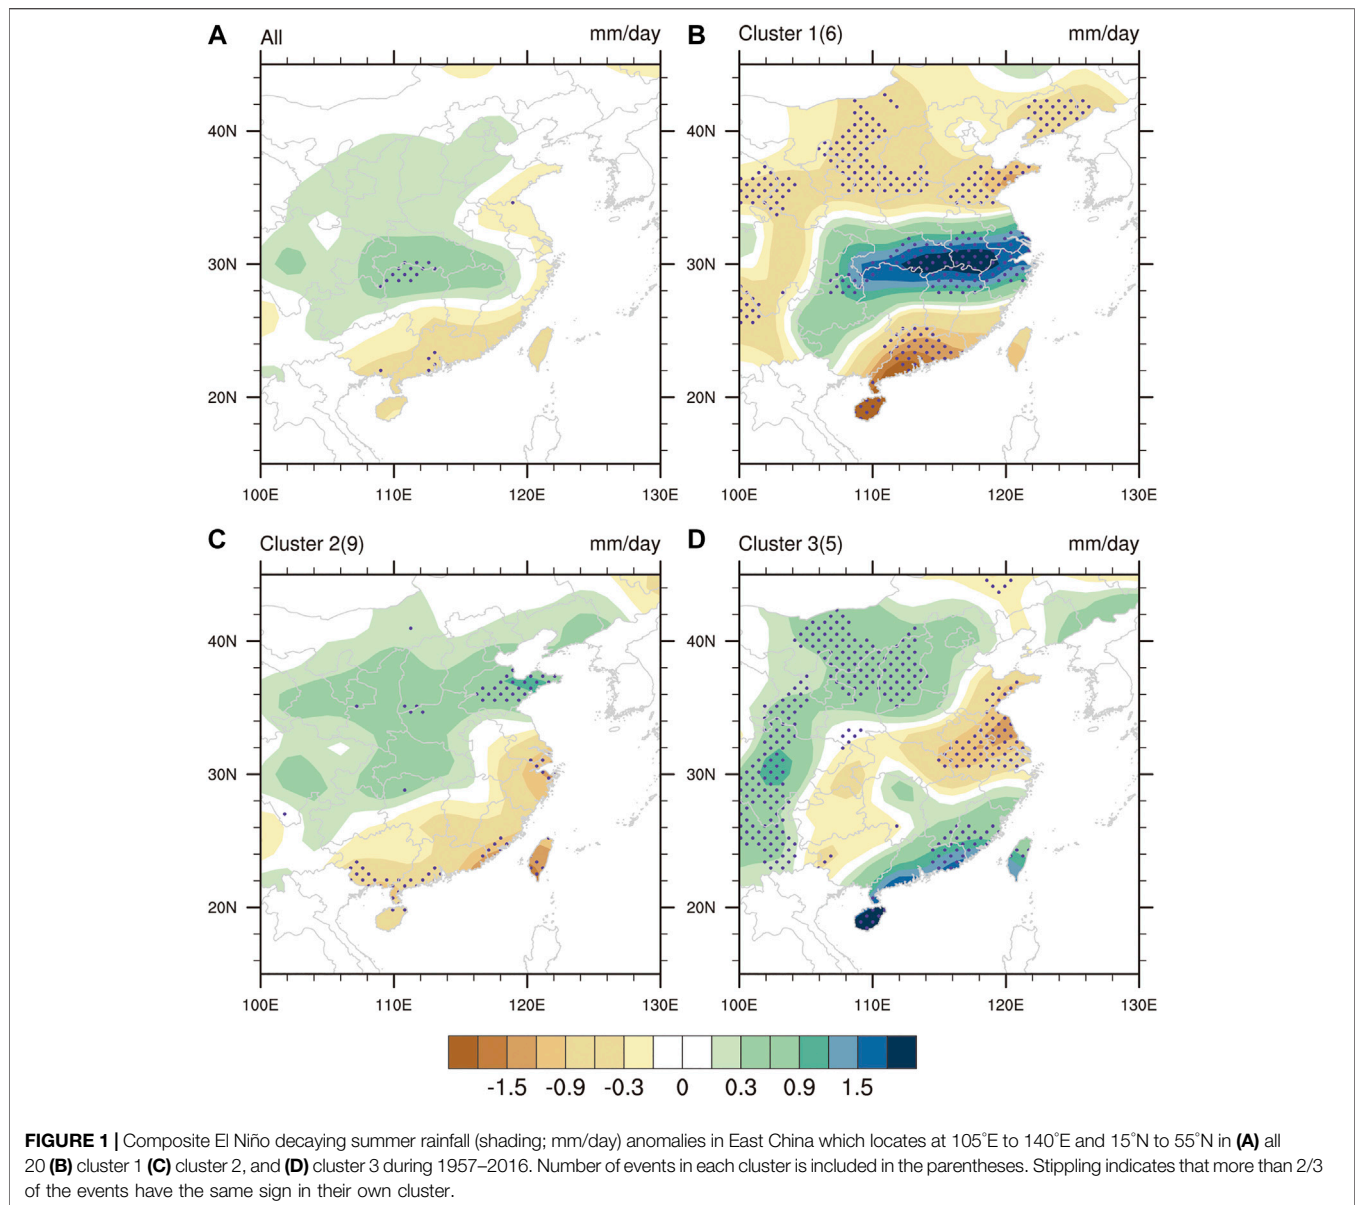 A All mm/day
B Cluster 1(6) mm/day
40N
30N
20N
100E 110E 120E 130E
40N
30N
20N
100E 110E 120E 130E
C Cluster 2(9) mm/day
D Cluster 3(5) mm/day
40N
30N
20N
100E 110E 120E 130E
40N
30N
20N
100E 110E 120E 130E
-1.5 -0.9 -0.3 0 0.3 0.9 1.5
FIGURE 1 | Composite El Niño decaying summer rainfall (shading; mm/day) anomalies in East China which locates at 105°E to 140°E and 15°N to 55°N in (A) all
20 (B) cluster 1 (C) cluster 2, and (D) cluster 3 during 1957–2016. Number of events in each cluster is included in the parentheses. Stippling indicates that more than 2/3
of the events have the same sign in their own cluster.